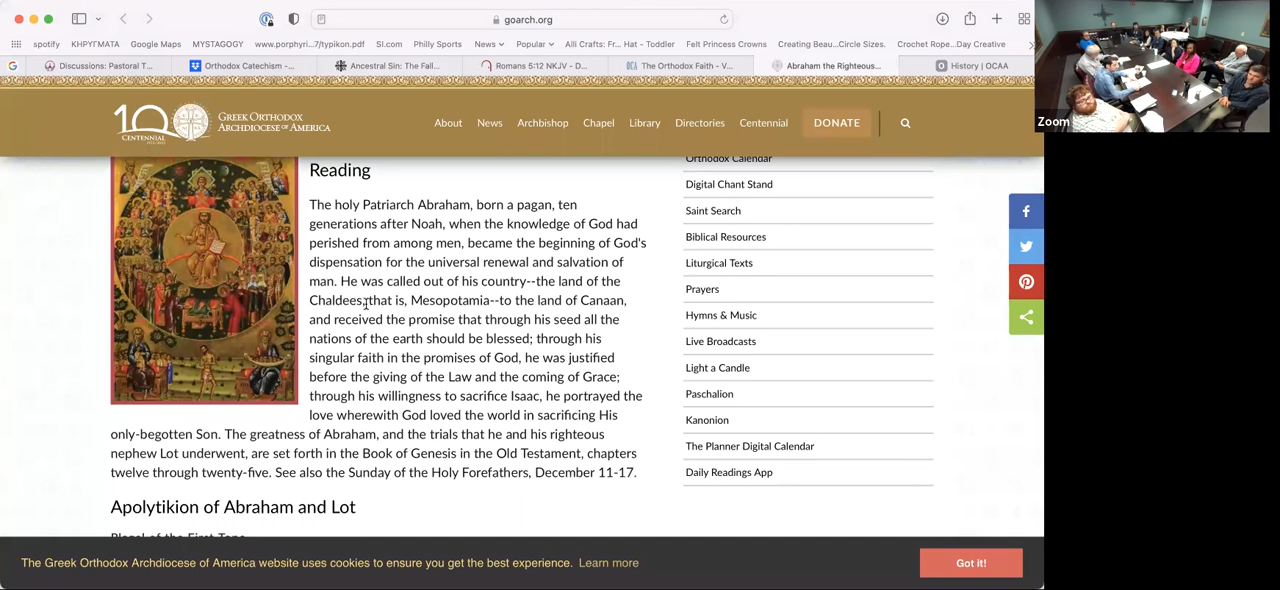 goarch.org
spotify
ΚΗΡΥΓΜΑΤΑ
Google Maps
MYSTAGOGY
www.porphyri...7/typikon.pdf
SI.com
Philly Sports
News
Popular
Alli Crafts: Fr... Hat - Toddler
Felt Princess Crowns
Creating Beau...Circle Sizes.
Crochet Rope...Day Creative
Discussions: Pastoral T...
Orthodox Catechism -...
Ancestral Sin: The Fall...
Romans 5:12 NKJV - D...
The Orthodox Faith - V...
Abraham the Righteous...
History | OCAA
100
CENTENNIAL
GREEK ORTHODOX
ARCHDIOCESE OF AMERICA
About
News
Archbishop
Chapel
Library
Directories
Centennial
DONATE
Zoom
Reading
The holy Patriarch Abraham, born a pagan, ten
generations after Noah, when the knowledge of God had
perished from among men, became the beginning of God's
dispensation for the universal renewal and salvation of
man. He was called out of his country--the land of the
Chaldees, that is, Mesopotamia--to the land of Canaan,
and received the promise that through his seed all the
nations of the earth should be blessed; through his
singular faith in the promises of God, he was justified
before the giving of the Law and the coming of Grace;
through his willingness to sacrifice Isaac, he portrayed the
love wherewith God loved the world in sacrificing His
only-begotten Son. The greatness of Abraham, and the trials that he and his righteous
nephew Lot underwent, are set forth in the Book of Genesis in the Old Testament, chapters
twelve through twenty-five. See also the Sunday of the Holy Forefathers, December 11-17.
Apolytikion of Abraham and Lot
Plagal of the First Tone
Orthodox Calendar
Digital Chant Stand
Saint Search
Biblical Resources
Liturgical Texts
Prayers
Hymns & Music
Live Broadcasts
Light a Candle
Paschalion
Kanonion
The Planner Digital Calendar
Daily Readings App
The Greek Orthodox Archdiocese of America website uses cookies to ensure you get the best experience. Learn more
Got it!